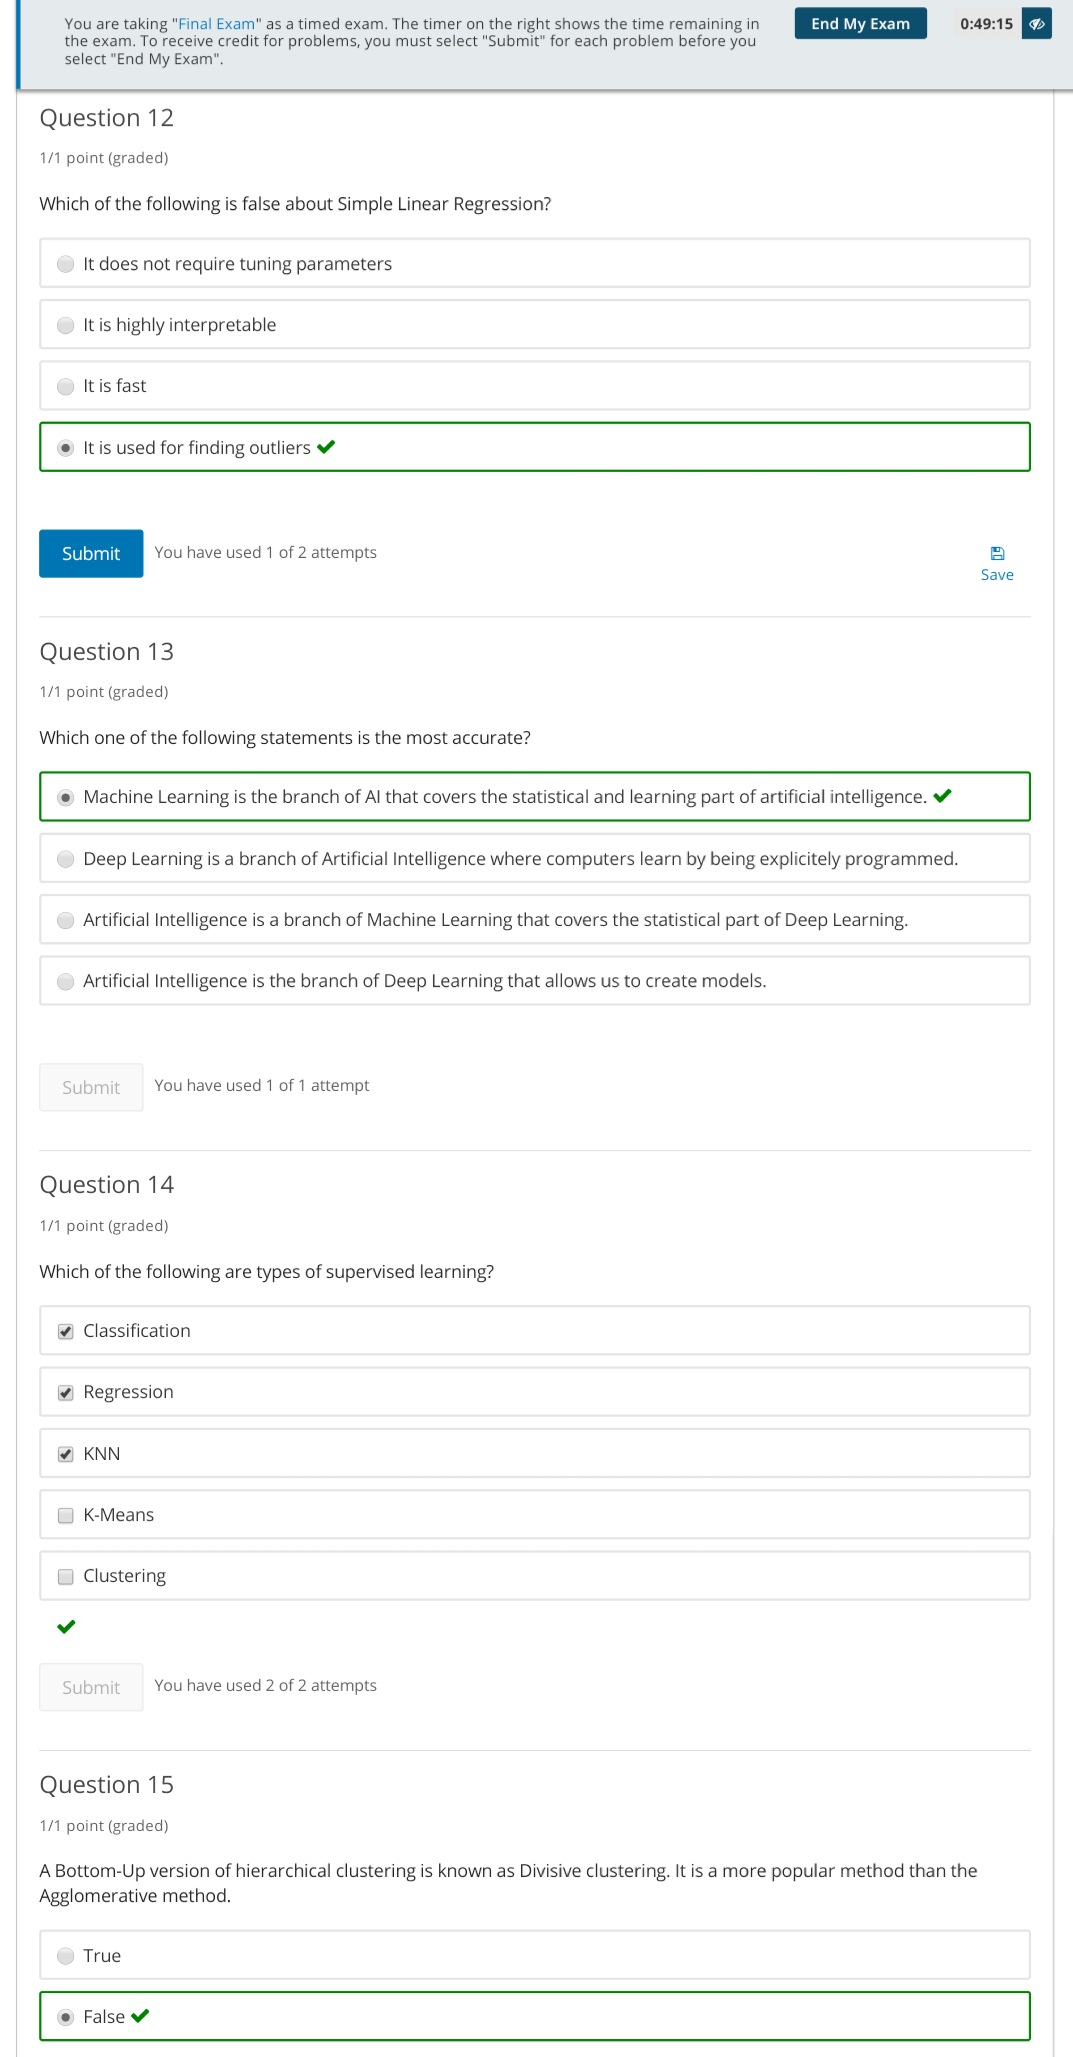 You are taking "Final Exam" as a timed exam. The timer on the right shows the time remaining in
the exam. To receive credit for problems, you must select "Submit" for each problem before you
select "End My Exam".
End My Exam
0:49:15
Question 12
1/1 point (graded)
Which of the following is false about Simple Linear Regression?
It does not require tuning parameters
It is highly interpretable
It is fast
It is used for finding outliers
Submit
You have used 1 of 2 attempts
Save
Question 13
1/1 point (graded)
Which one of the following statements is the most accurate?
Machine Learning is the branch of AI that covers the statistical and learning part of artificial intelligence.
Deep Learning is a branch of Artificial Intelligence where computers learn by being explicitely programmed.
Artificial Intelligence is a branch of Machine Learning that covers the statistical part of Deep Learning.
Artificial Intelligence is the branch of Deep Learning that allows us to create models.
Submit
You have used 1 of 1 attempt
Question 14
1/1 point (graded)
Which of the following are types of supervised learning?
Classification
Regression
KNN
K-Means
Clustering
Submit
You have used 2 of 2 attempts
Question 15
1/1 point (graded)
A Bottom-Up version of hierarchical clustering is known as Divisive clustering. It is a more popular method than the
Agglomerative method.
True
False